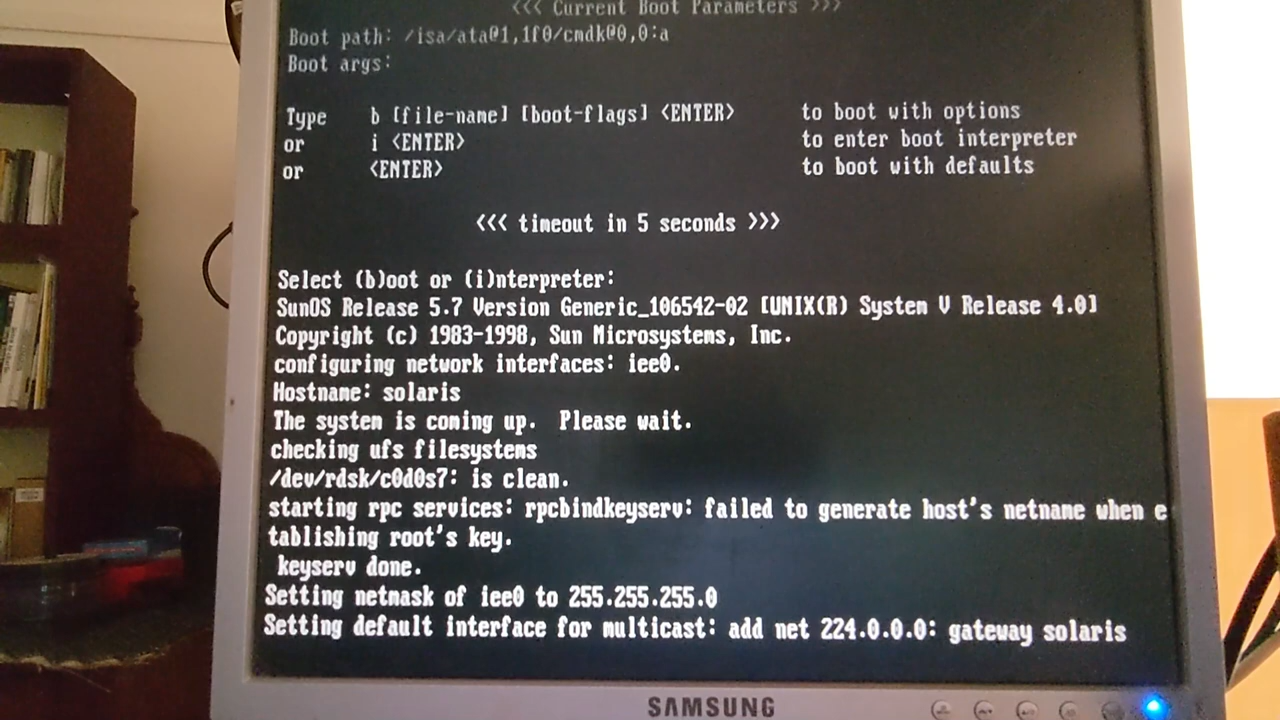 <<< Current Boot Parameters >>>
Boot path: /isa/ata@1,1f0/cmdk@0,0:a
Boot args:
Type b [file-name] [boot-flags] <ENTER> to boot with options
or i <ENTER> to enter boot interpreter
or <ENTER> to boot with defaults
<<< timeout in 5 seconds >>>
Select (b)oot or (i)nterpreter:
SunOS Release 5.7 Version Generic_106542-02 [UNIX(R) System V Release 4.0]
Copyright (c) 1983-1998, Sun Microsystems, Inc.
configuring network interfaces: iee0.
Hostname: solaris
The system is coming up.  Please wait.
checking ufs filesystems
/dev/rdsk/c0d0s7: is clean.
starting rpc services: rpcbindkeyserv: failed to generate host's netname when e
tablishing root's key.
keyserv done.
Setting netmask of iee0 to 255.255.255.0
Setting default interface for multicast: add net 224.0.0.0: gateway solaris
SAMSUNG